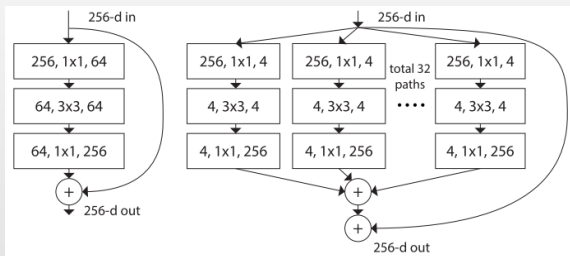 256-d in
256, 1x1, 64
64, 3x3, 64
64, 1x1, 256
+
256-d out
256-d in
256, 1x1, 4
256, 1x1, 4
total 32
paths
....
256, 1x1, 4
4, 3x3, 4
4, 3x3, 4
4, 3x3, 4
4, 1x1, 256
4, 1x1, 256
4, 1x1, 256
+
+
256-d out